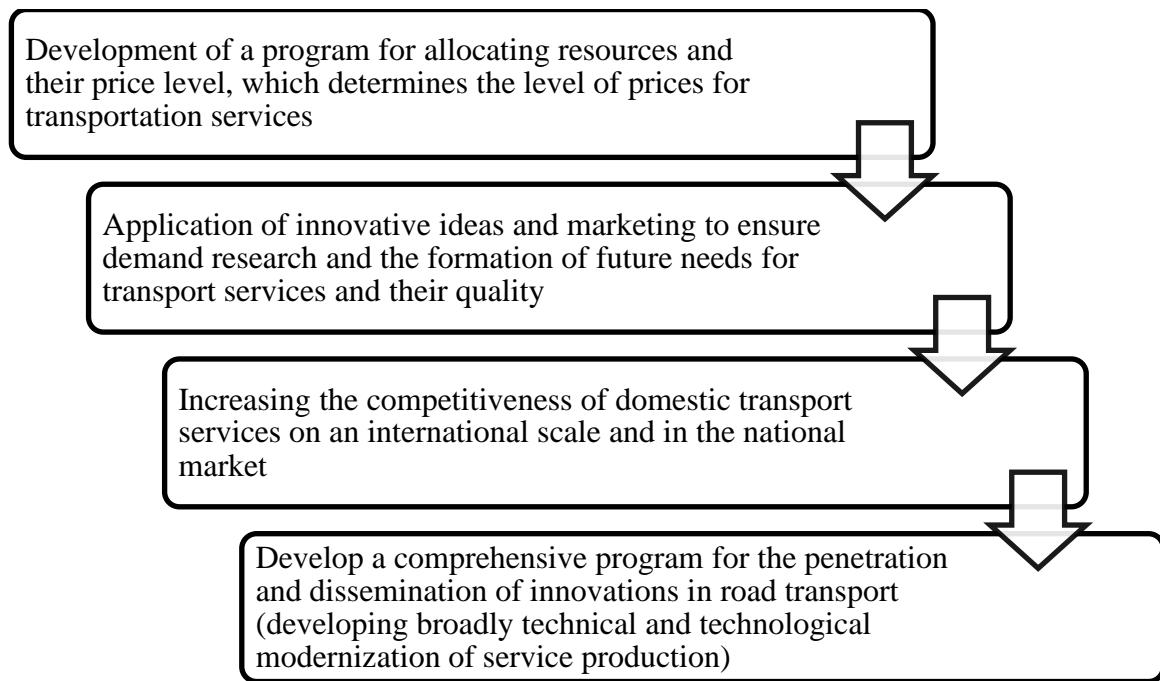 Development of a program for allocating resources and
their price level, which determines the level of prices for
transportation services
Application of innovative ideas and marketing to ensure
demand research and the formation of future needs for
transport services and their quality
Increasing the competitiveness of domestic transport
services on an international scale and in the national
market
Develop a comprehensive program for the penetration
and dissemination of innovations in road transport
(developing broadly technical and technological
modernization of service production)